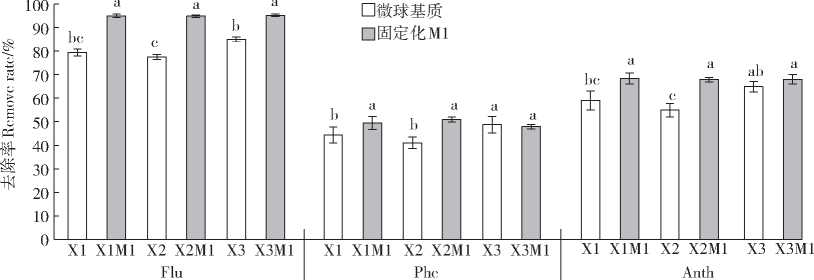 去除率 Remove rate/%
100
90
80
70
60
50
40
30
20
10
0
微球基质
固定化M1
bc a c a b a
b a b a a a
bc a c a ab a
X1 X1M1 X2 X2M1 X3 X3M1 X1 X1M1 X2 X2M1 X3 X3M1 X1 X1M1 X2 X2M1 X3 X3M1
Flu Phe Anth